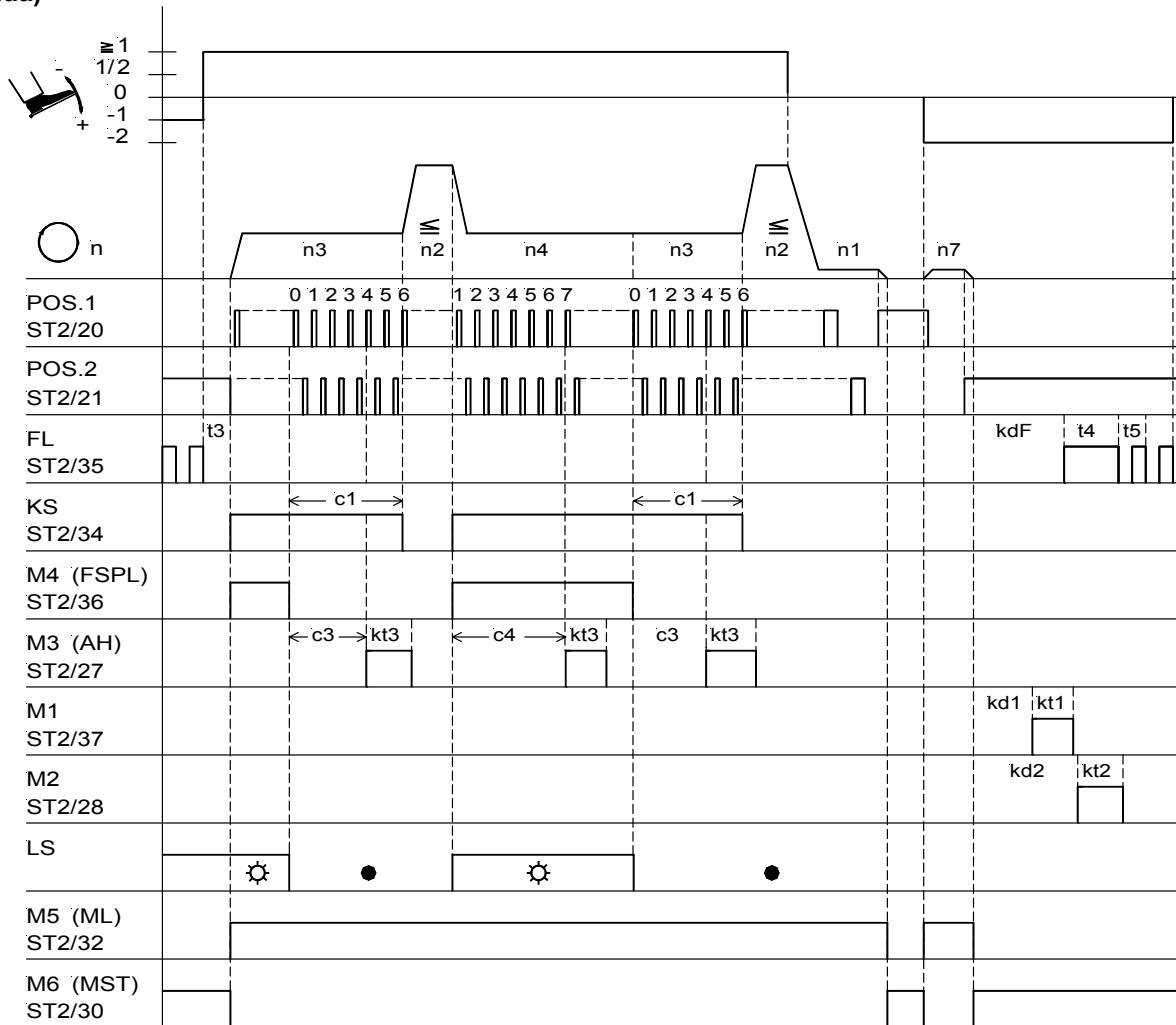 ≧ 1
1/2
0
-1
-2
-
+
n
n3
≦
n2
n4
n3
≦
n2
n1
n7
POS.1
ST2/20
0 1 2 3 4 5 6
1 2 3 4 5 6 7
0 1 2 3 4 5 6
POS.2
ST2/21
FL
ST2/35
t3
kdF
t4
t5
KS
ST2/34
c1
c1
M4 (FSPL)
ST2/36
M3 (AH)
ST2/27
c3
kt3
c4
kt3
c3
kt3
M1
ST2/37
kd1
kt1
M2
ST2/28
kd2
kt2
LS
M5 (ML)
ST2/32
M6 (MST)
ST2/30